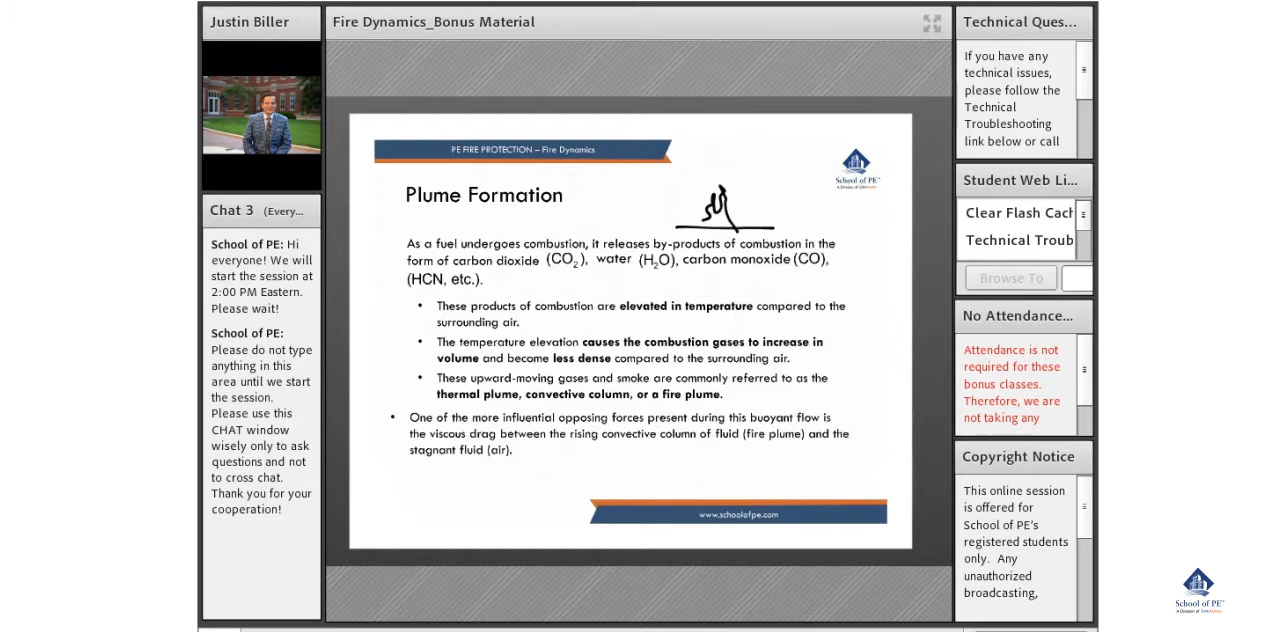 Justin Biller
Chat 3 (Every...
School of PE: Hi
everyone! We will
start the session at
2:00 PM Eastern.
Please wait!
School of PE:
Please do not type
anything in this
area until we start
the session.
Please use this
CHAT window
wisely only to ask
questions and not
to cross chat.
Thank you for your
cooperation!
Fire Dynamics_Bonus Material
PE FIRE PROTECTION – Fire Dynamics
School of PE™
Plume Formation
As a fuel undergoes combustion, it releases by-products of combustion in the
form of carbon dioxide (CO2), water (H2O), carbon monoxide (CO),
(HCN, etc.).
• These products of combustion are elevated in temperature compared to the
surrounding air.
• The temperature elevation causes the combustion gases to increase in
volume and become less dense compared to the surrounding air.
• These upward-moving gases and smoke are commonly referred to as the
thermal plume, convective column, or a fire plume.
• One of the more influential opposing forces present during this buoyant flow is
the viscous drag between the rising convective column of fluid (fire plume) and the
stagnant fluid (air).
www.schoolofpe.com
Technical Ques...
If you have any
technical issues,
please follow the
Technical
Troubleshooting
link below or call
Student Web Li...
Clear Flash Cach
Technical Troub
Browse To
No Attendance...
Attendance is not
required for these
bonus classes.
Therefore, we are
not taking any
Copyright Notice
This online session
is offered for
School of PE's
registered students
only. Any
unauthorized
broadcasting,
School of PE™